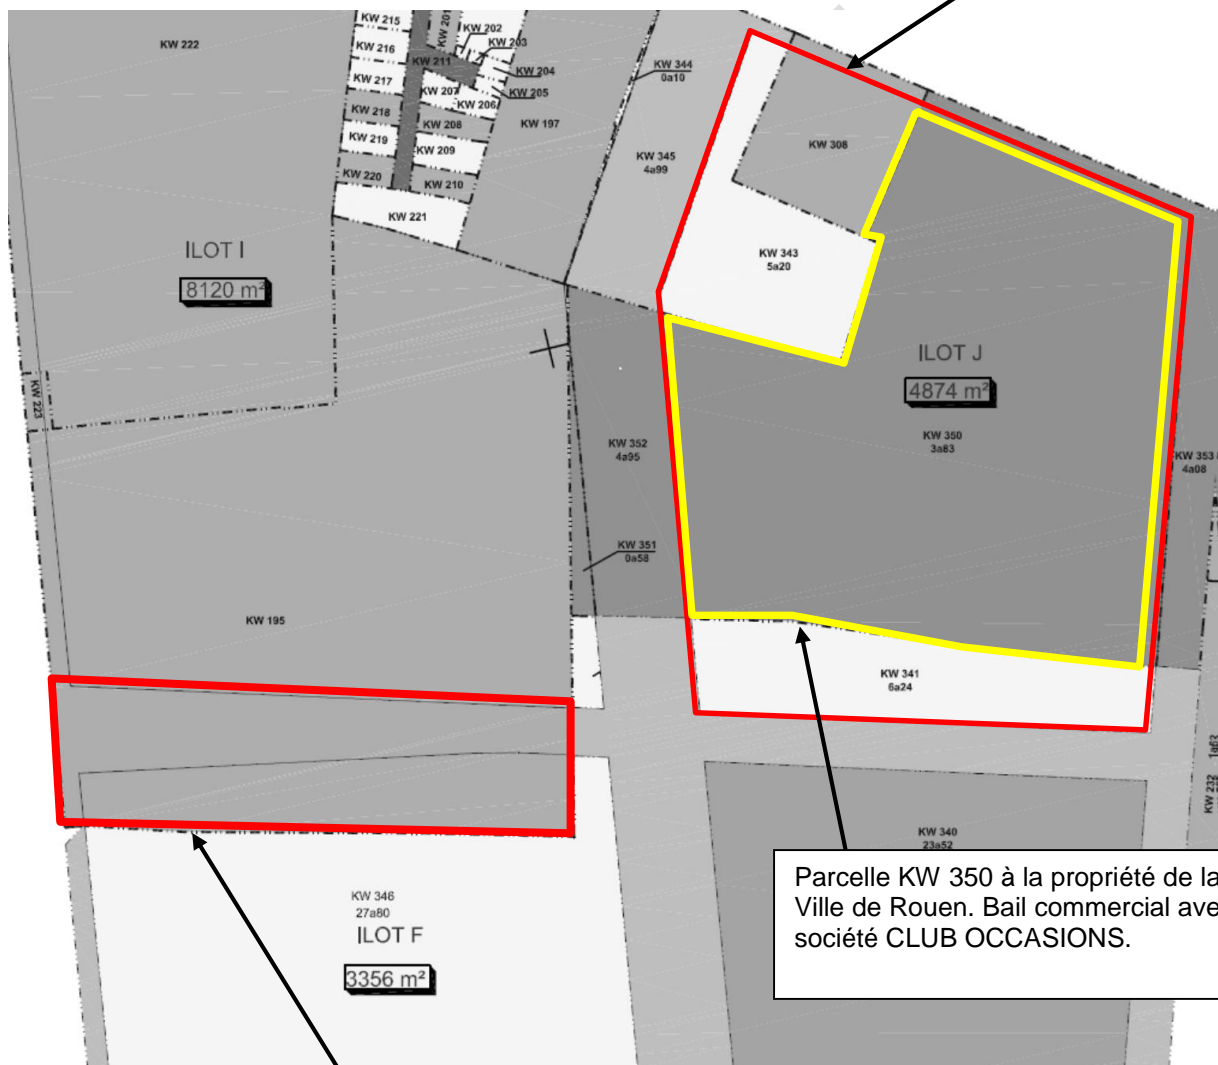 KW 222
KW 215
KW 216
KW 217
KW 218
KW 219
KW 220
KW 221
KW 211
KW 201
KW 202
KW 203
KW 204
KW 205
KW 206
KW 207
KW 208
KW 209
KW 210
KW 197
KW 344
0a10
KW 345
4a99
KW 308
KW 343
5a20
ILOT I
8120 m²
ILOT J
4874 m²
KW 350
3a83
KW 223
KW 352
4a95
KW 353
4a08
KW 351
0a58
KW 195
KW 341
6a24
1a62
KW 232
KW 340
23a52
KW 346
27a80
ILOT F
3356 m²
Parcelle KW 350 à la propriété de la
Ville de Rouen. Bail commercial ave
société CLUB OCCASIONS.